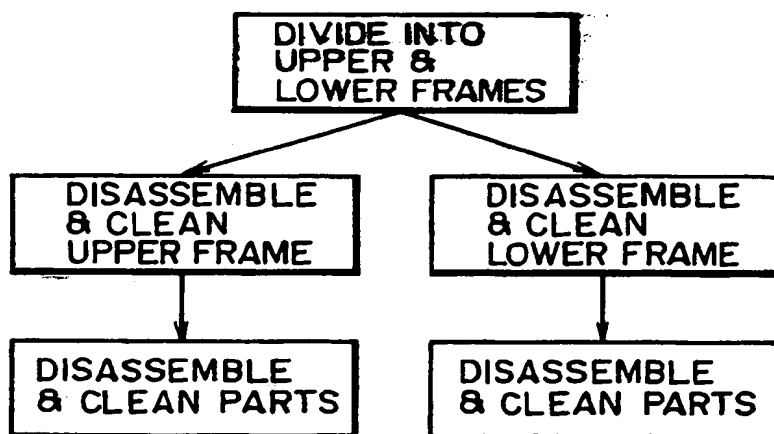 DIVIDE INTO
UPPER &
LOWER FRAMES
DISASSEMBLE
& CLEAN
UPPER FRAME
DISASSEMBLE
& CLEAN
LOWER FRAME
DISASSEMBLE
& CLEAN PARTS
DISASSEMBLE
& CLEAN PARTS